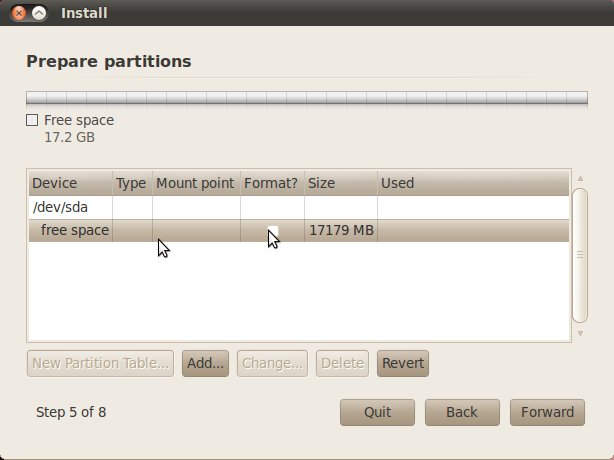 Install
Prepare partitions
Free space
17.2 GB
Device Type Mount point Format? Size Used
/dev/sda
free space 17179 MB
New Partition Table... Add... Change... Delete Revert
Step 5 of 8 Quit Back Forward